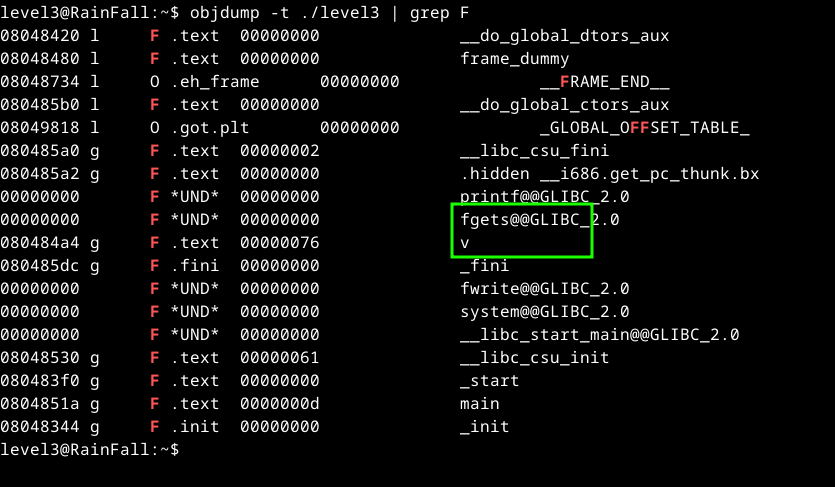 level3@RainFall:~$ objdump -t ./level3 | grep F
08048420 l     F .text  00000000              __do_global_dtors_aux
08048480 l     F .text  00000000              frame_dummy
08048734 l     O .eh_frame      00000000              __FRAME_END__
080485b0 l     F .text  00000000              __do_global_ctors_aux
08049818 l     O .got.plt       00000000              _GLOBAL_OFFSET_TABLE_
080485a0 g     F .text  00000002              __libc_csu_fini
080485a2 g     F .text  00000000              .hidden __i686.get_pc_thunk.bx
00000000       F *UND*  00000000              printf@@GLIBC_2.0
00000000       F *UND*  00000000              fgets@@GLIBC_2.0
080484a4 g     F .text  00000076              v
080485dc g     F .fini  00000000              _fini
00000000       F *UND*  00000000              fwrite@@GLIBC_2.0
00000000       F *UND*  00000000              system@@GLIBC_2.0
00000000       F *UND*  00000000              __libc_start_main@@GLIBC_2.0
08048530 g     F .text  00000061              __libc_csu_init
080483f0 g     F .text  00000000              _start
0804851a g     F .text  0000000d              main
08048344 g     F .init  00000000              _init
level3@RainFall:~$